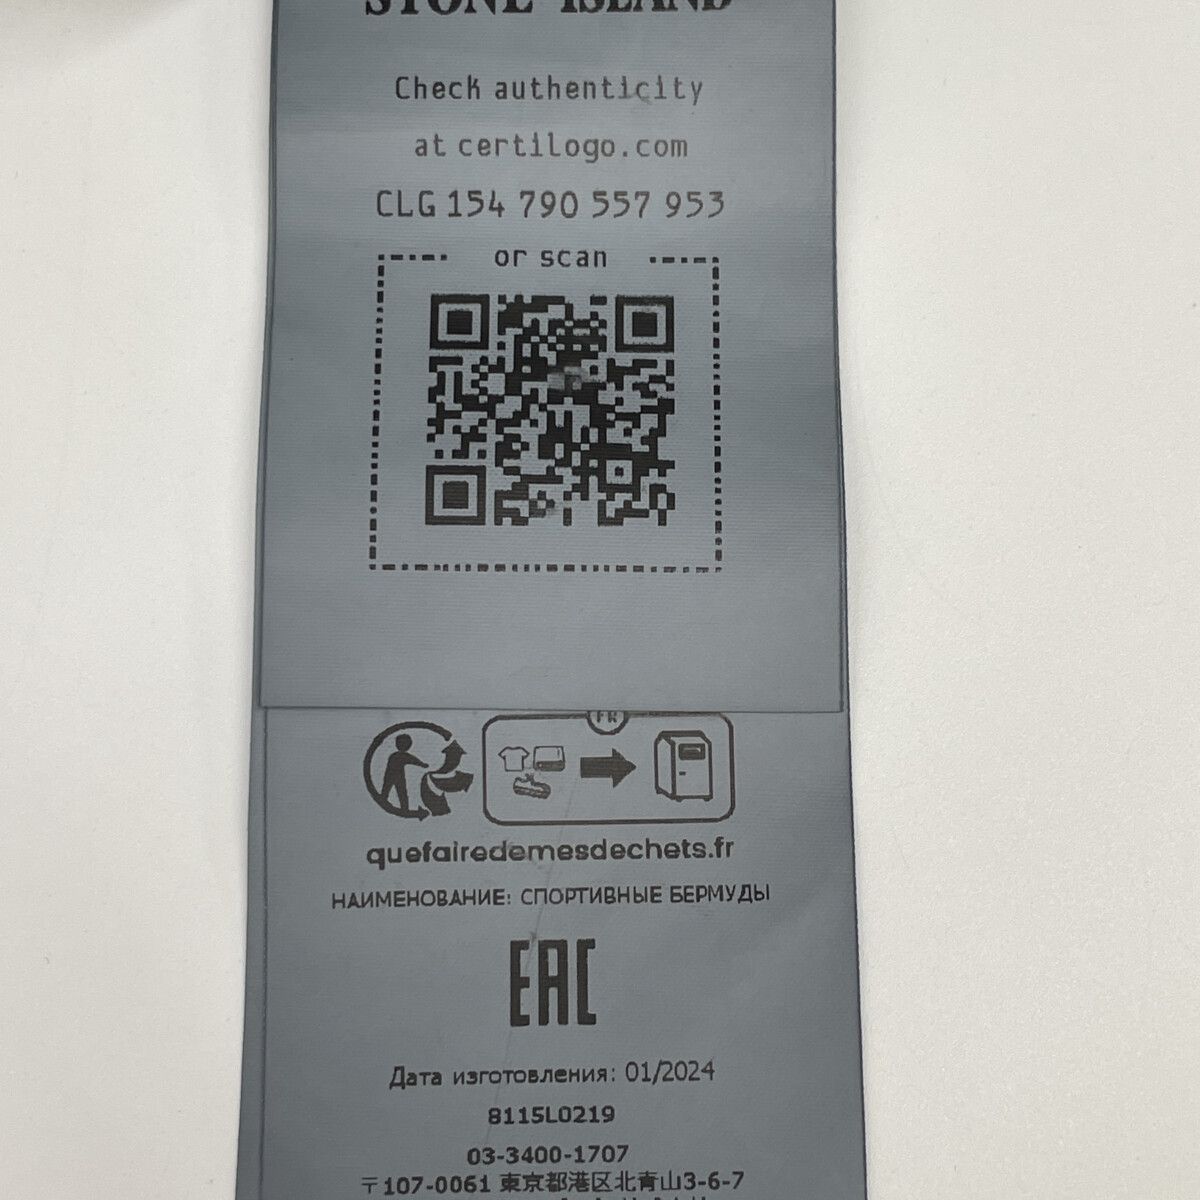 STONE ISLAND
Check authenticity
at certilogo.com
CLG 154 790 557 953
or scan
FR
quefairedemesdechets.fr
НАИМЕНОВАНИЕ: СПОРТИВНЫЕ БЕРМУДЫ
EAC
Дата изготовления: 01/2024
8115L0219
03-3400-1707
〒107-0061 東京都港区北青山3-6-7